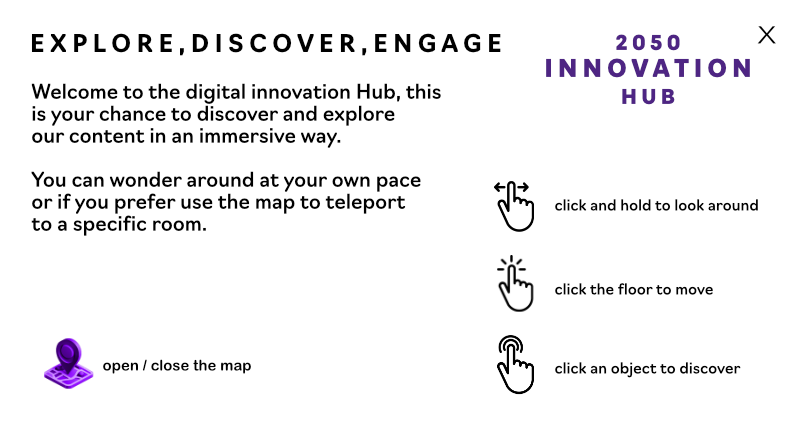 EXPLORE,DISCOVER,ENGAGE
Welcome to the digital innovation Hub, this
is your chance to discover and explore
our content in an immersive way.
You can wonder around at your own pace
or if you prefer use the map to teleport
to a specific room.
open / close the map
2050
INNOVATION
HUB
X
click and hold to look around
click the floor to move
click an object to discover